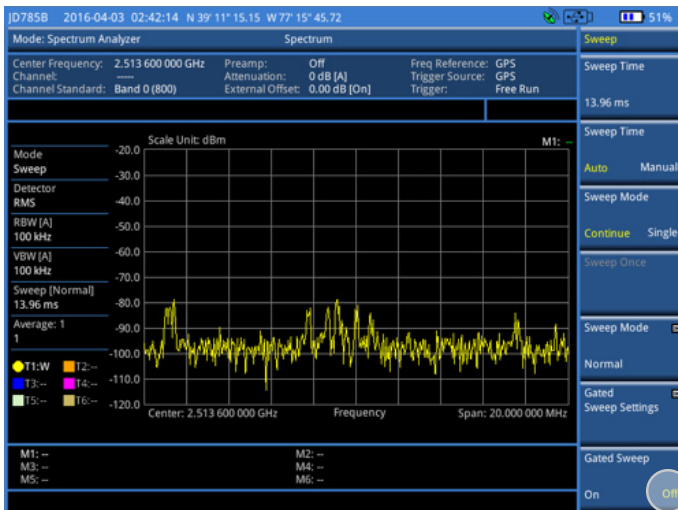 JD785B 2016-04-03 02:42:14 N 39° 11" 15.15 W 77° 15" 45.72 51%
Mode: Spectrum Analyzer Spectrum Sweep
Center Frequency: 2.513 600 000 GHz Preamp: Off Freq Reference: GPS
Channel: ----- Attenuation: 0 dB [A] Trigger Source: GPS
Channel Standard: Band 0 (800) External Offset: 0.00 dB [On] Trigger: Free Run
Sweep Time
13.96 ms
Scale Unit: dBm M1: --
Mode
Sweep
Detector
RMS
RBW [A]
100 kHz
VBW [A]
100 kHz
Sweep [Normal]
13.96 ms
Average: 1
1
T1:W T2:--
T3:-- T4:--
T5:-- T6:--
-20.0
-30.0
-40.0
-50.0
-60.0
-70.0
-80.0
-90.0
-100.0
-110.0
-120.0
Center: 2.513 600 000 GHz Frequency Span: 20.000 000 MHz
M1: -- M2: --
M3: -- M4: --
M5: -- M6: --
Sweep Time
Auto Manual
Sweep Mode
Continue Single
Sweep Once
Sweep Mode
Normal
Gated
Sweep Settings
Gated Sweep
On Off